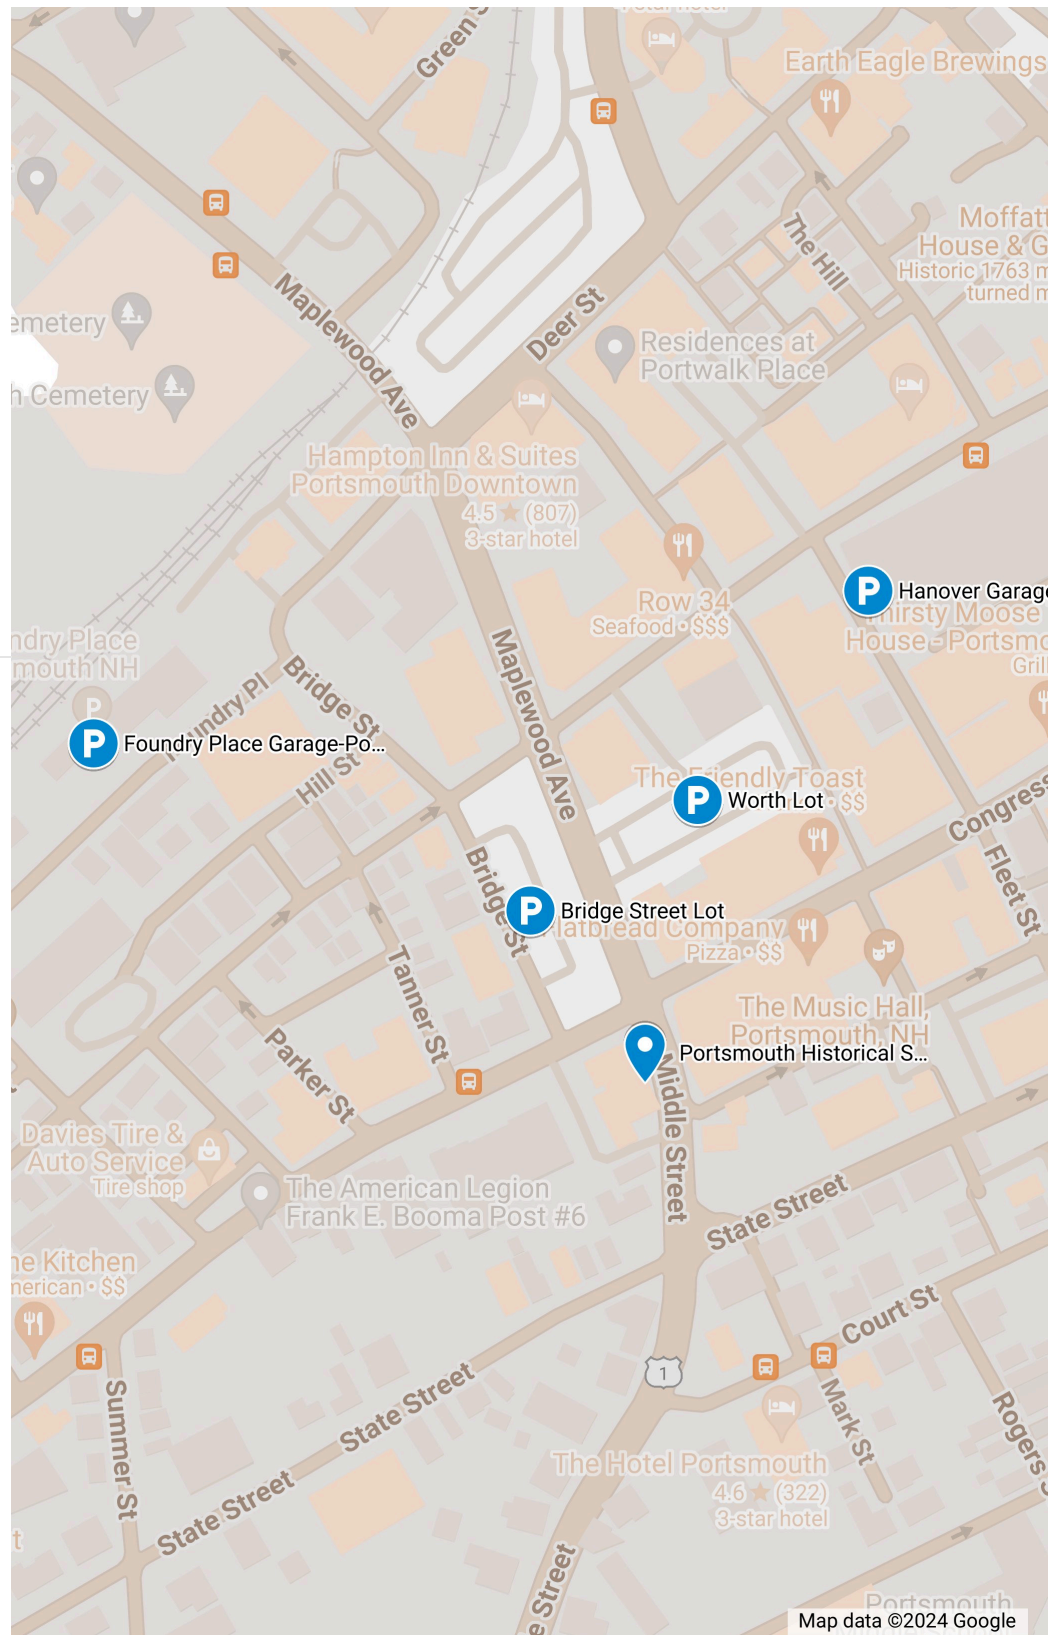 Green S
Earth Eagle Brewings
Moffatt
House & G
Historic 1763 m
turned m
The Hill
Maplewood Ave
Deer St
emetery
Residences at
Portwalk Place
h Cemetery
Hampton Inn & Suites
Portsmouth Downtown
4.5 ★ (807)
3-star hotel
P
Hanover Garage
Row 34
Seafood • $$$
Thirsty Moose
House - Portsmo
Grill
ndry Place
mouth NH
P
Maplewood Ave
Bridge St
Foundry Pl
P
Foundry Place Garage-Po...
Hill St
The Friendly Toast
$$
P
Worth Lot
Congress
Fleet St
Bridge St
P
Bridge Street Lot
Flatbread Company
Pizza • $$
Tanner St
The Music Hall,
Portsmouth, NH
Portsmouth Historical S...
Parker St
Middle Street
Davies Tire &
Auto Service
Tire shop
The American Legion
Frank E. Booma Post #6
State Street
ne Kitchen
merican • $$
Court St
1
Summer St
State Street
Mark St
Rogers S
The Hotel Portsmouth
4.6 ★ (322)
3-star hotel
State Street
t
e Street
Portsmouth
Map data ©2024 Google